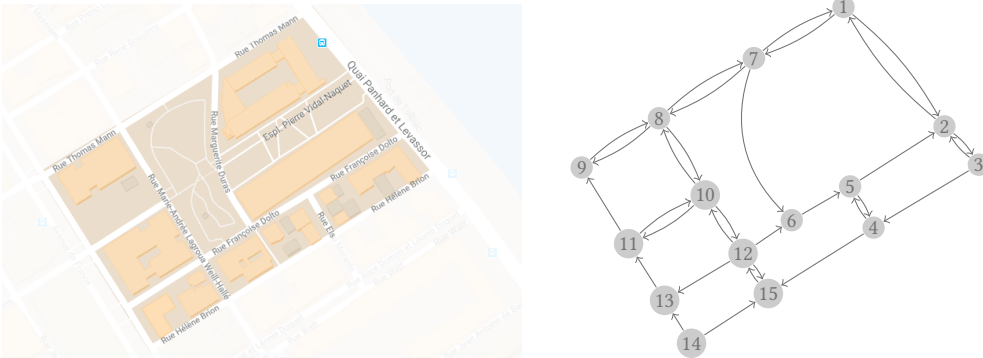 Rue Thomas Mann
Quai Panhard et Levassor
Rue Marguerite Duras
Espl. Pierre Vidal-Naquet
Rue Thomas Mann
Rue Françoise Dolto
Rue Marie-Andrée Lagroua Weill-Hallé
Rue Hélène Brion
Rue Françoise Dolto
Rue Els
Rue Hélène Brion
1
7
8
2
3
9
10
5
6
4
11
12
13
15
14